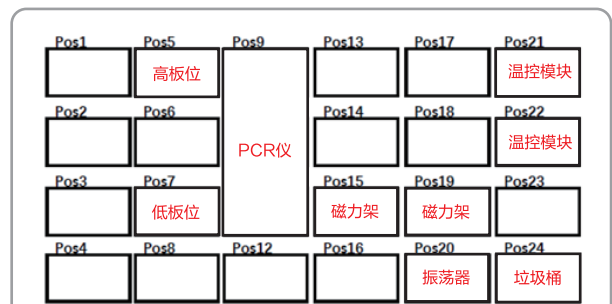 Pos1 Pos5 Pos9 Pos13 Pos17 Pos21
高板位 温控模块
Pos2 Pos6 Pos14 Pos18 Pos22
PCR仪 温控模块
Pos3 Pos7 Pos15 Pos19 Pos23
低板位 磁力架 磁力架
Pos4 Pos8 Pos12 Pos16 Pos20 Pos24
振荡器 垃圾桶